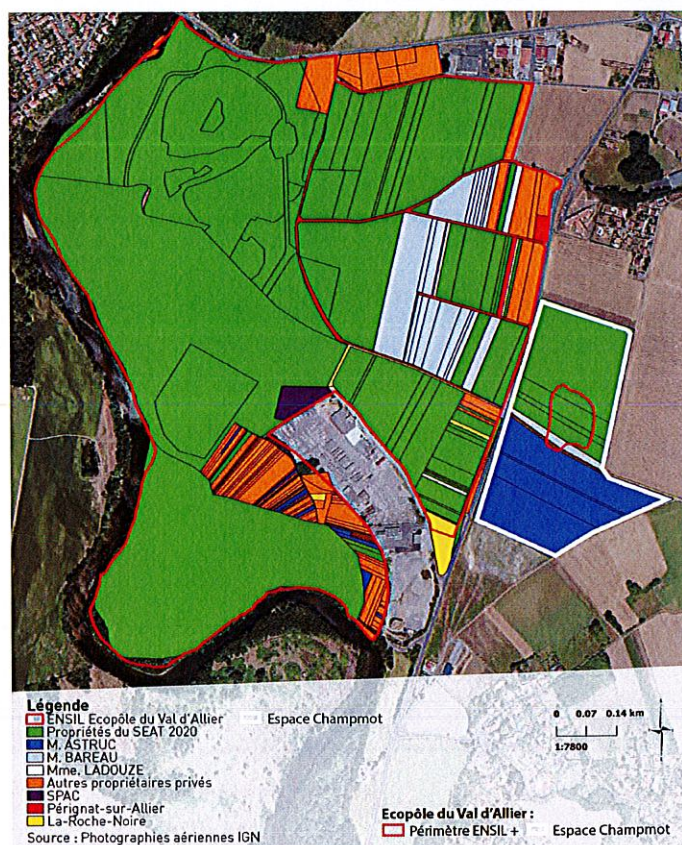 Légende
ENSIL Ecopôle du Val d'Allier Espace Champmot
Propriétés du SEAT 2020
M. ASTRUC
M. BAREAU
Mme. LADOUZE
Autres propriétaires privés
SPAC
Pérignat-sur-Allier
La-Roche-Noire
Source : Photographies aériennes IGN
0 0.07 0.14 km
1:7800
Ecopôle du Val d'Allier :
Périmètre ENSIL + Espace Champmot